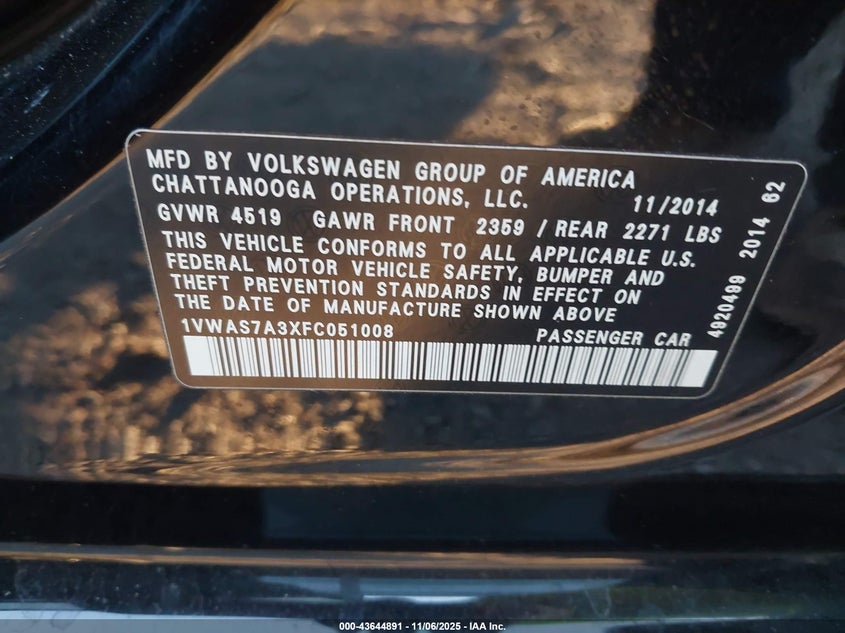 MFD BY VOLKSWAGEN GROUP OF AMERICA
CHATTANOOGA OPERATIONS, LLC. 11/2014
GVWR 4519 GAWR FRONT 2359 / REAR 2271 LBS
THIS VEHICLE CONFORMS TO ALL APPLICABLE U.S.
FEDERAL MOTOR VEHICLE SAFETY, BUMPER AND
THEFT PREVENTION STANDARDS IN EFFECT ON
THE DATE OF MANUFACTURE SHOWN ABOVE
1VWAS7A3XFC051008 PASSENGER CAR
4920499 2014 62
000-43644891 - 11/06/2025 - IAA Inc.